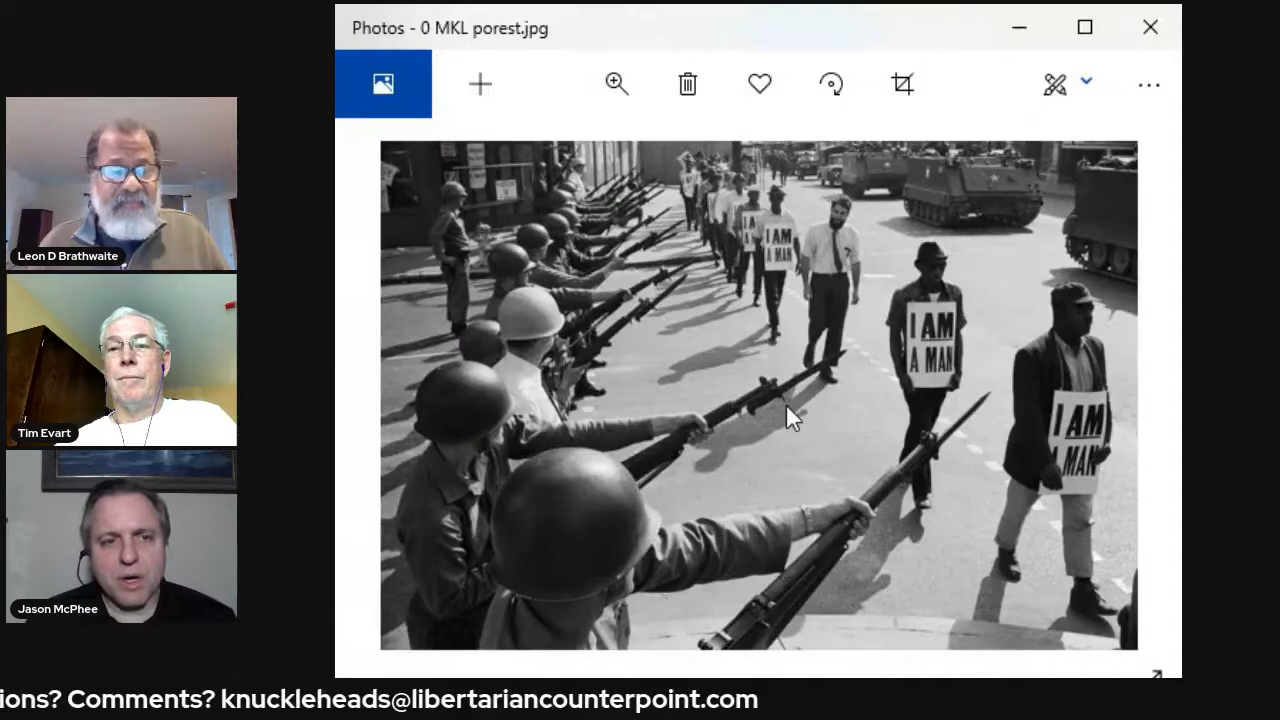 Photos - 0 MKL porest.jpg
Leon D Brathwaite
Tim Evart
Jason McPhee
I AM
A MAN
I AM
A MAN
I AM
A MAN
ions? Comments? knuckleheads@libertariancounterpoint.com